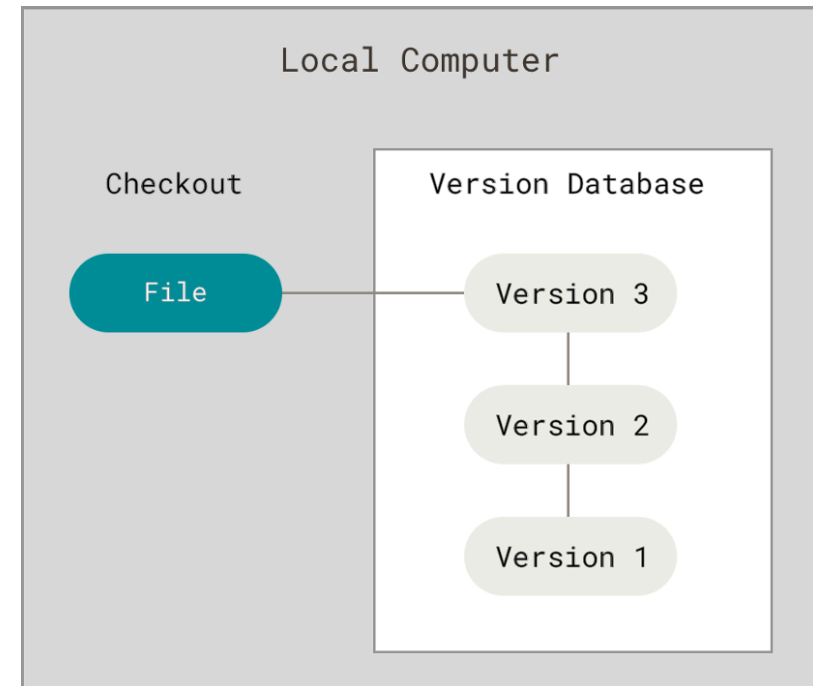 Local Computer
Checkout
Version Database
File
Version 3
Version 2
Version 1